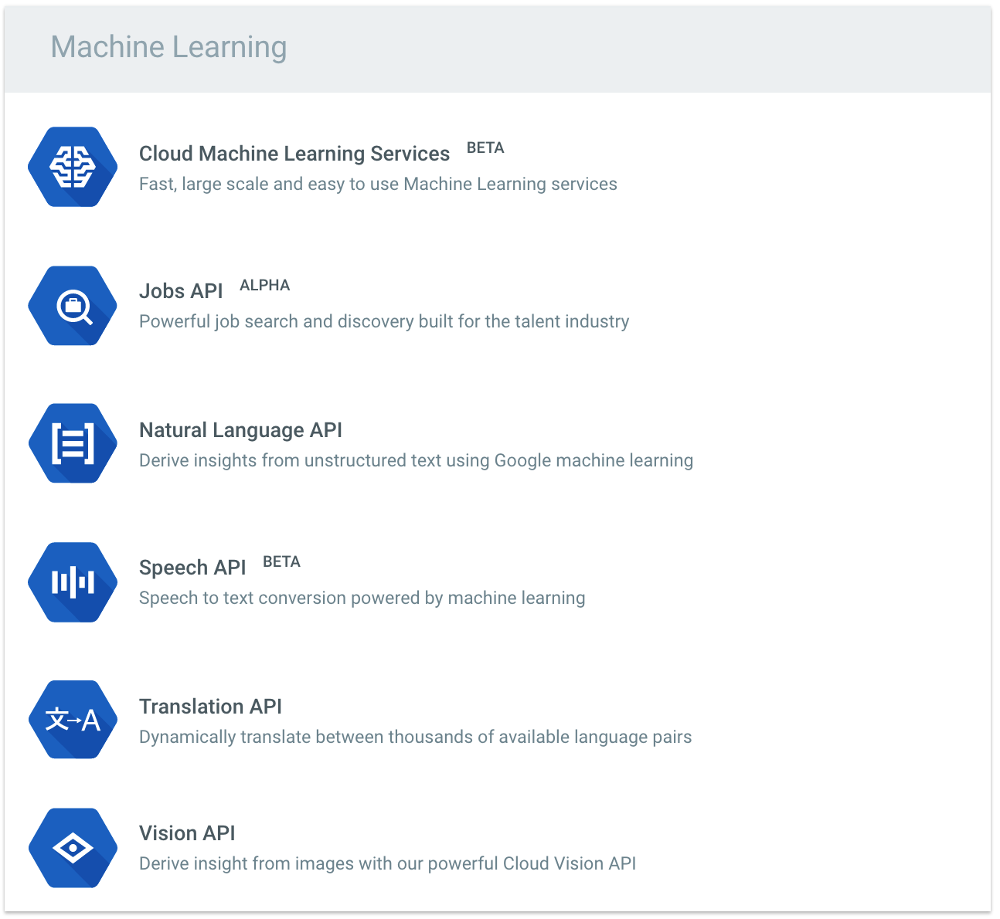 Machine Learning
Cloud Machine Learning Services BETA
Fast, large scale and easy to use Machine Learning services
Jobs API ALPHA
Powerful job search and discovery built for the talent industry
Natural Language API
Derive insights from unstructured text using Google machine learning
Speech API BETA
Speech to text conversion powered by machine learning
文→A
Translation API
Dynamically translate between thousands of available language pairs
Vision API
Derive insight from images with our powerful Cloud Vision API